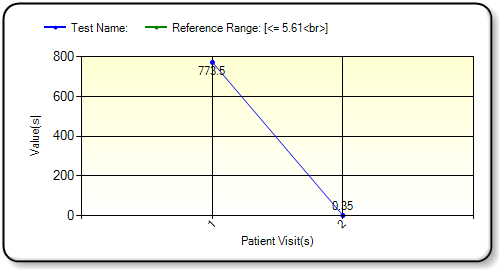 Test Name: Reference Range: [<= 5.61<br>]
800
773.5
600
400
200
0.35
0
1 2
Value(s)
Patient Visit(s)